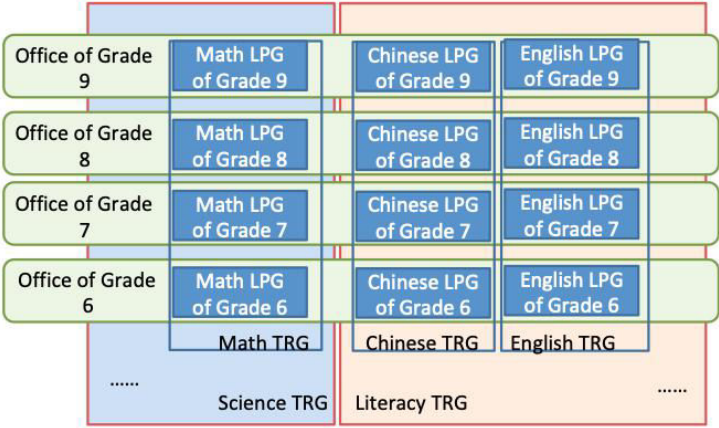 Office of Grade
9
Math LPG
of Grade 9
Chinese LPG
of Grade 9
English LPG
of Grade 9
Office of Grade
8
Math LPG
of Grade 8
Chinese LPG
of Grade 8
English LPG
of Grade 8
Office of Grade
7
Math LPG
of Grade 7
Chinese LPG
of Grade 7
English LPG
of Grade 7
Office of Grade
6
Math LPG
of Grade 6
Chinese LPG
of Grade 6
English LPG
of Grade 6
Math TRG
Chinese TRG
English TRG
......
......
Science TRG
Literacy TRG